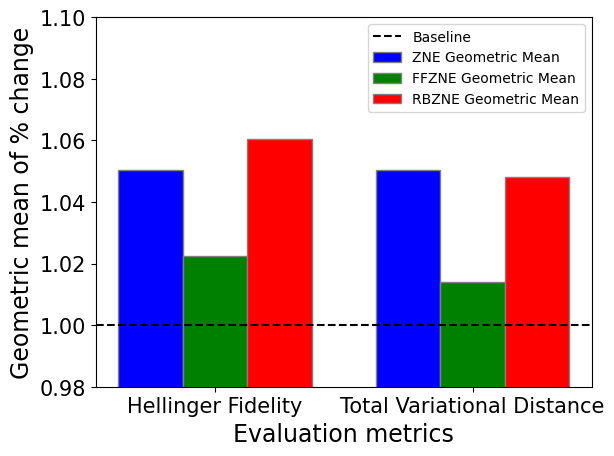 Geometric mean of % change
1.10
1.08
1.06
1.04
1.02
1.00
0.98
Baseline
ZNE Geometric Mean
FFZNE Geometric Mean
RBZNE Geometric Mean
Hellinger Fidelity
Total Variational Distance
Evaluation metrics